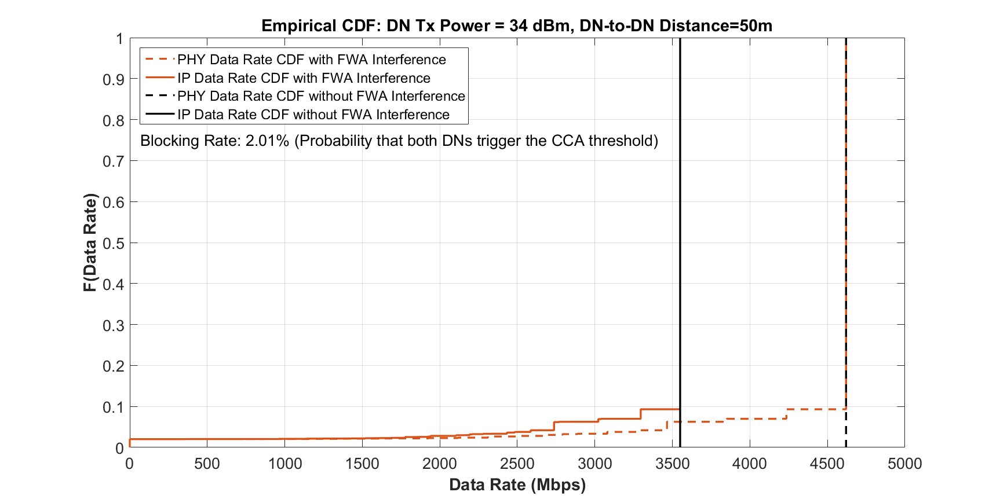 Empirical CDF: DN Tx Power = 34 dBm, DN-to-DN Distance=50m
1
PHY Data Rate CDF with FWA Interference
0.9
IP Data Rate CDF with FWA Interference
PHY Data Rate CDF without FWA Interference
IP Data Rate CDF without FWA Interference
0.8
Blocking Rate: 2.01% (Probability that both DNs trigger the CCA threshold)
0.7
0.6
0.5
0.4
0.3
0.2
0.1
0
F(Data Rate)
0 500 1000 1500 2000 2500 3000 3500 4000 4500 5000
Data Rate (Mbps)